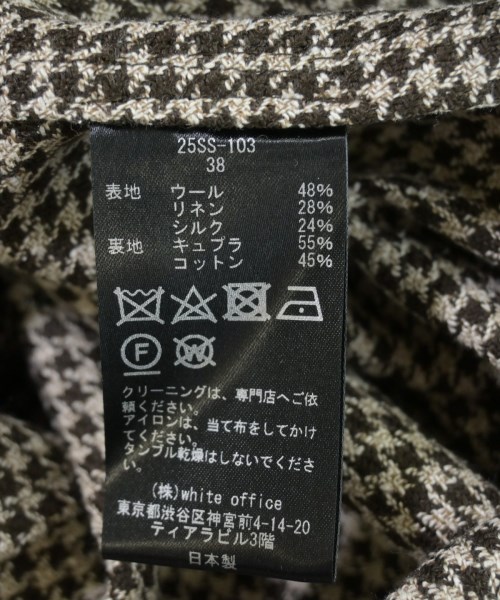 25SS-103
38
表地 ウール 48%
リネン 28%
シルク 24%
裏地 キュプラ 55%
コットン 45%
F W
クリーニングは、専門店へご依
頼ください。
アイロンは、当て布をしてかけ
てください。
タンブル乾燥はしないでくださ
い。
(株)white office
東京都渋谷区神宮前4-14-20
ティアラビル3階
日本製